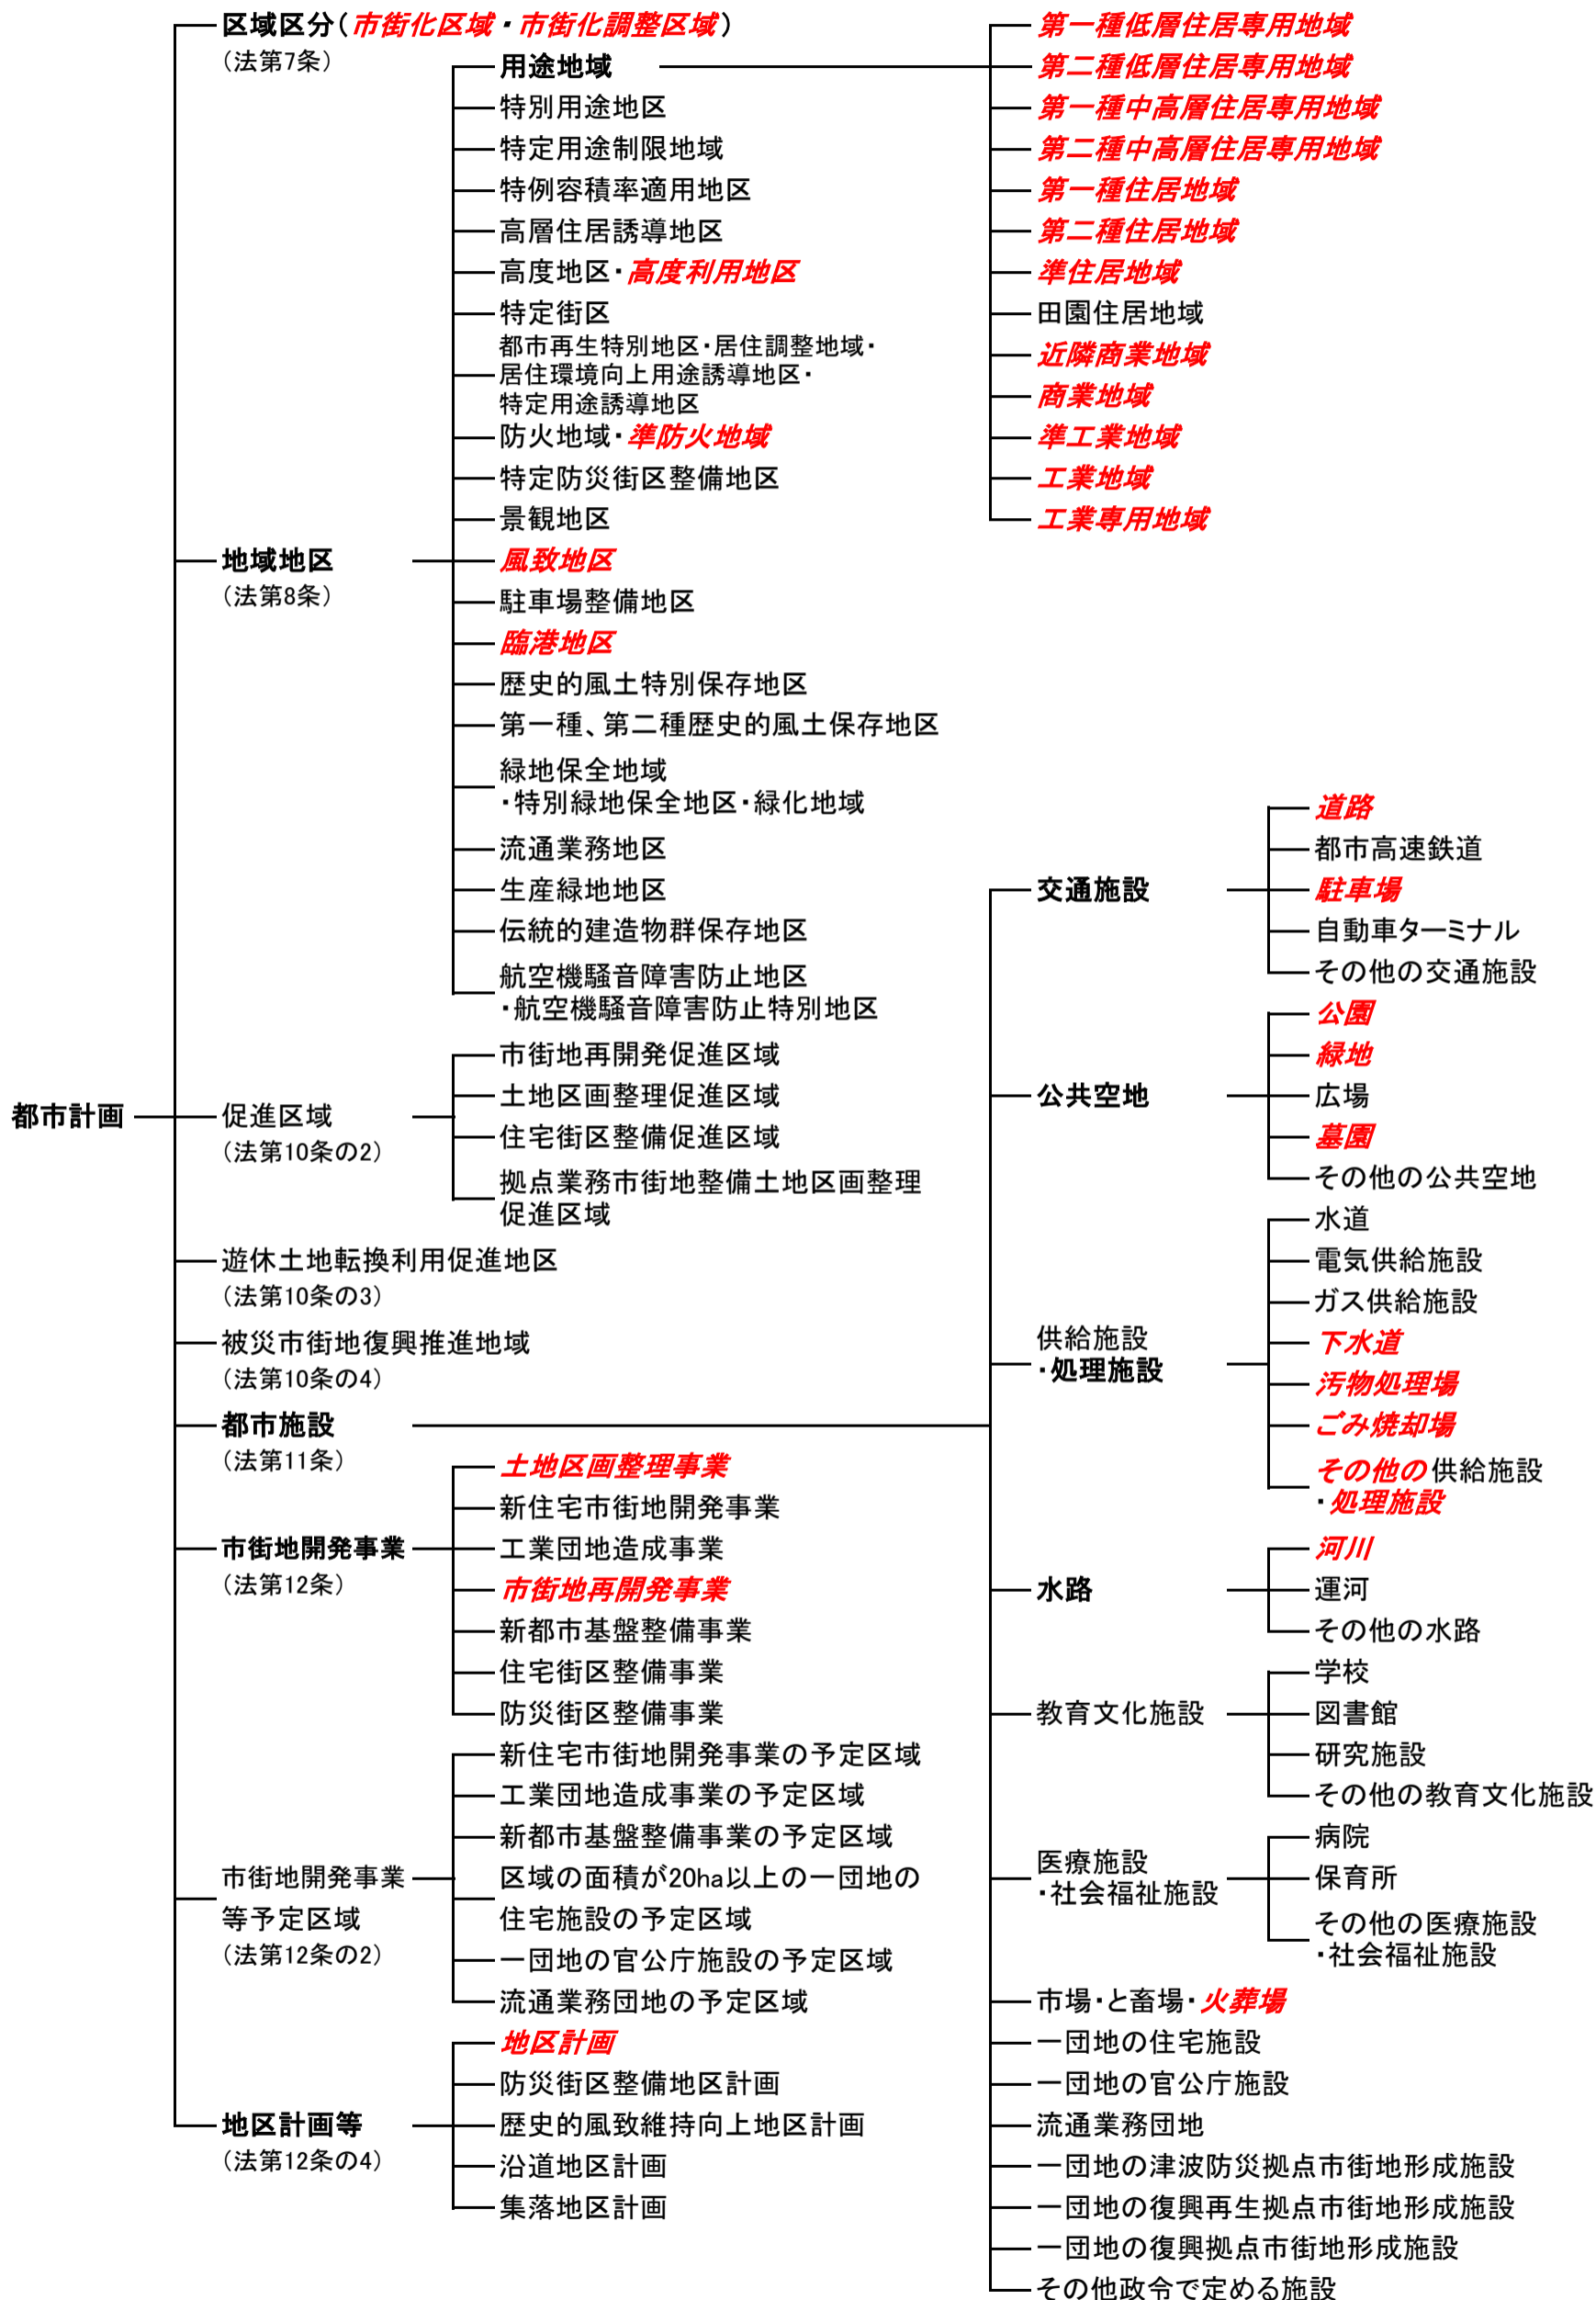 都市計画
区域区分(市街化区域・市街化調整区域)
(法第7条)
地域地区
(法第8条)
用途地域
特別用途地区
特定用途制限地域
特例容積率適用地区
高層住居誘導地区
高度地区・高度利用地区
特定街区
都市再生特別地区・居住調整地域・
居住環境向上用途誘導地区・
特定用途誘導地区
防火地域・準防火地域
特定防災街区整備地区
景観地区
風致地区
駐車場整備地区
臨港地区
歴史的風土特別保存地区
第一種、第二種歴史的風土保存地区
緑地保全地域
・特別緑地保全地区・緑化地域
流通業務地区
生産緑地地区
伝統的建造物群保存地区
航空機騒音障害防止地区
・航空機騒音障害防止特別地区
第一種低層住居専用地域
第二種低層住居専用地域
第一種中高層住居専用地域
第二種中高層住居専用地域
第一種住居地域
第二種住居地域
準住居地域
田園住居地域
近隣商業地域
商業地域
準工業地域
工業地域
工業専用地域
促進区域
(法第10条の2)
市街地再開発促進区域
土地区画整理促進区域
住宅街区整備促進区域
拠点業務市街地整備土地区画整理
促進区域
遊休土地転換利用促進地区
(法第10条の3)
被災市街地復興推進地域
(法第10条の4)
都市施設
(法第11条)
交通施設
道路
都市高速鉄道
駐車場
自動車ターミナル
その他の交通施設
公共空地
公園
緑地
広場
墓園
その他の公共空地
供給施設
・処理施設
水道
電気供給施設
ガス供給施設
下水道
汚物処理場
ごみ焼却場
その他の供給施設
・処理施設
水路
河川
運河
その他の水路
教育文化施設
学校
図書館
研究施設
その他の教育文化施設
医療施設
・社会福祉施設
病院
保育所
その他の医療施設
・社会福祉施設
市場・と畜場・火葬場
一団地の住宅施設
一団地の官公庁施設
流通業務団地
一団地の津波防災拠点市街地形成施設
一団地の復興再生拠点市街地形成施設
一団地の復興拠点市街地形成施設
その他政令で定める施設
市街地開発事業
(法第12条)
土地区画整理事業
新住宅市街地開発事業
工業団地造成事業
市街地再開発事業
新都市基盤整備事業
住宅街区整備事業
防災街区整備事業
市街地開発事業
等予定区域
(法第12条の2)
新住宅市街地開発事業の予定区域
工業団地造成事業の予定区域
新都市基盤整備事業の予定区域
区域の面積が20ha以上の一団地の
住宅施設の予定区域
一団地の官公庁施設の予定区域
流通業務団地の予定区域
地区計画等
(法第12条の4)
地区計画
防災街区整備地区計画
歴史的風致維持向上地区計画
沿道地区計画
集落地区計画